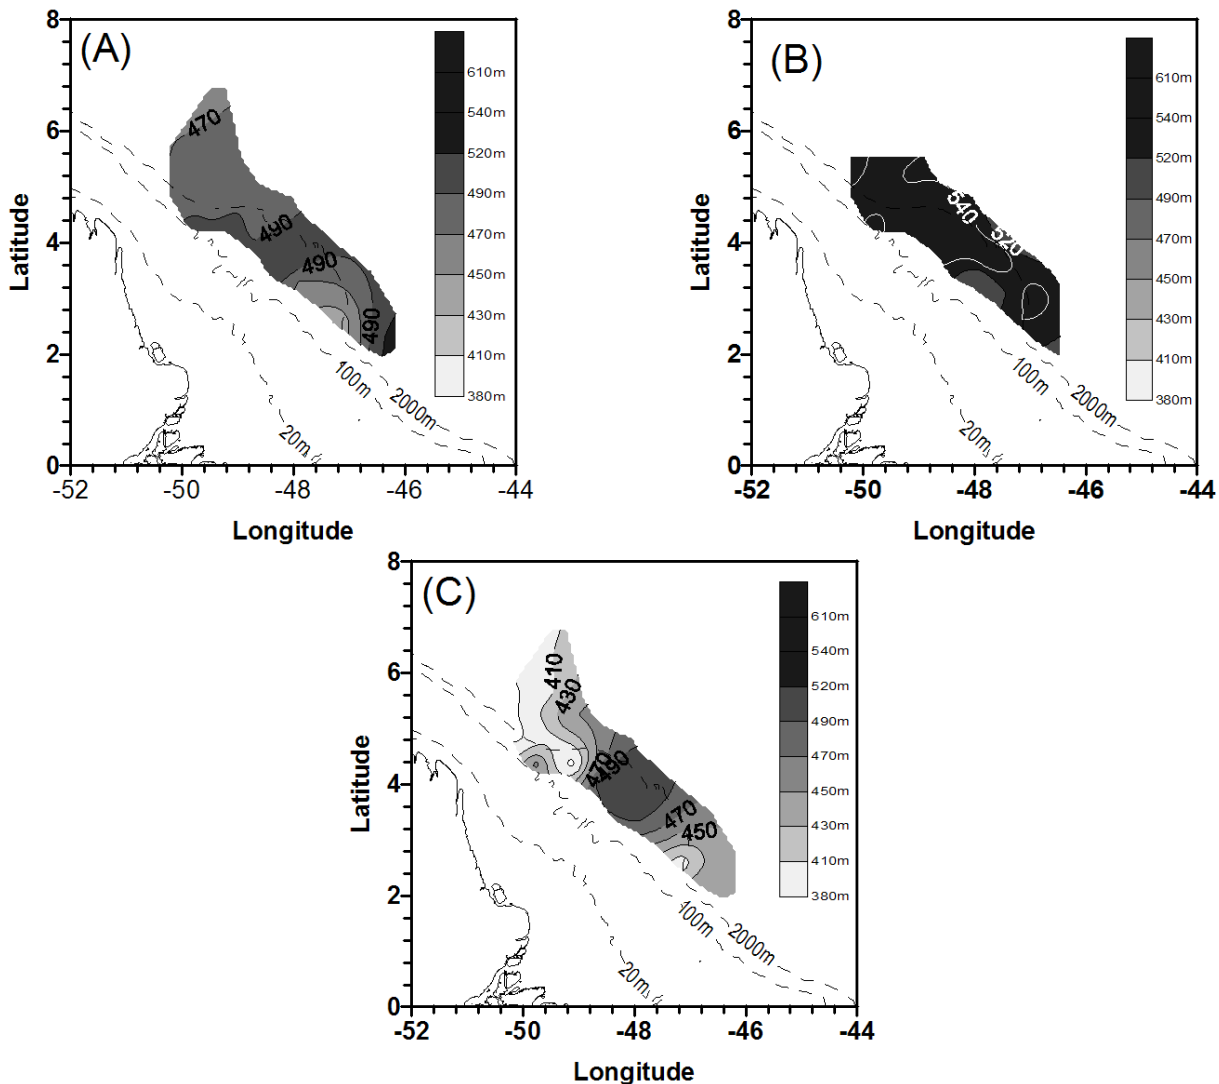 (A)
8
6
4
2
0
Latitude
-52
-50
-48
-46
-44
Longitude
470
490
490
490
100m
2000m
20m
610m
540m
520m
490m
470m
450m
430m
410m
380m
(B)
8
6
4
2
0
Latitude
-52
-50
-48
-46
-44
Longitude
540
520
100m
2000m
20m
610m
540m
520m
490m
470m
450m
430m
410m
380m
(C)
8
6
4
2
0
Latitude
-52
-50
-48
-46
-44
Longitude
410
430
470
490
470
450
100m
2000m
20m
610m
540m
520m
490m
470m
450m
430m
410m
380m